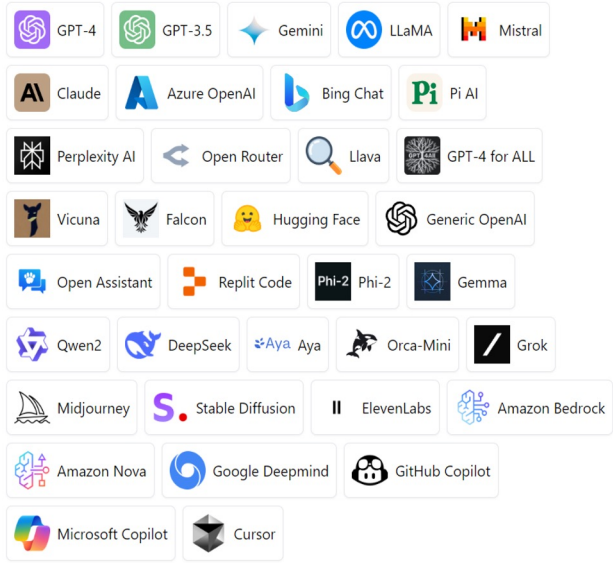 GPT-4 GPT-3.5 Gemini LLaMA Mistral
Claude Azure OpenAI Bing Chat Pi Pi AI
Perplexity AI Open Router Llava GPT4All GPT-4 for ALL
Vicuna Falcon Hugging Face Generic OpenAI
Open Assistant Replit Code Phi-2 Phi-2 Gemma
Qwen2 DeepSeek Aya Aya Orca-Mini Grok
Midjourney S. Stable Diffusion ElevenLabs Amazon Bedrock
Amazon Nova Google Deepmind GitHub Copilot
Microsoft Copilot Cursor